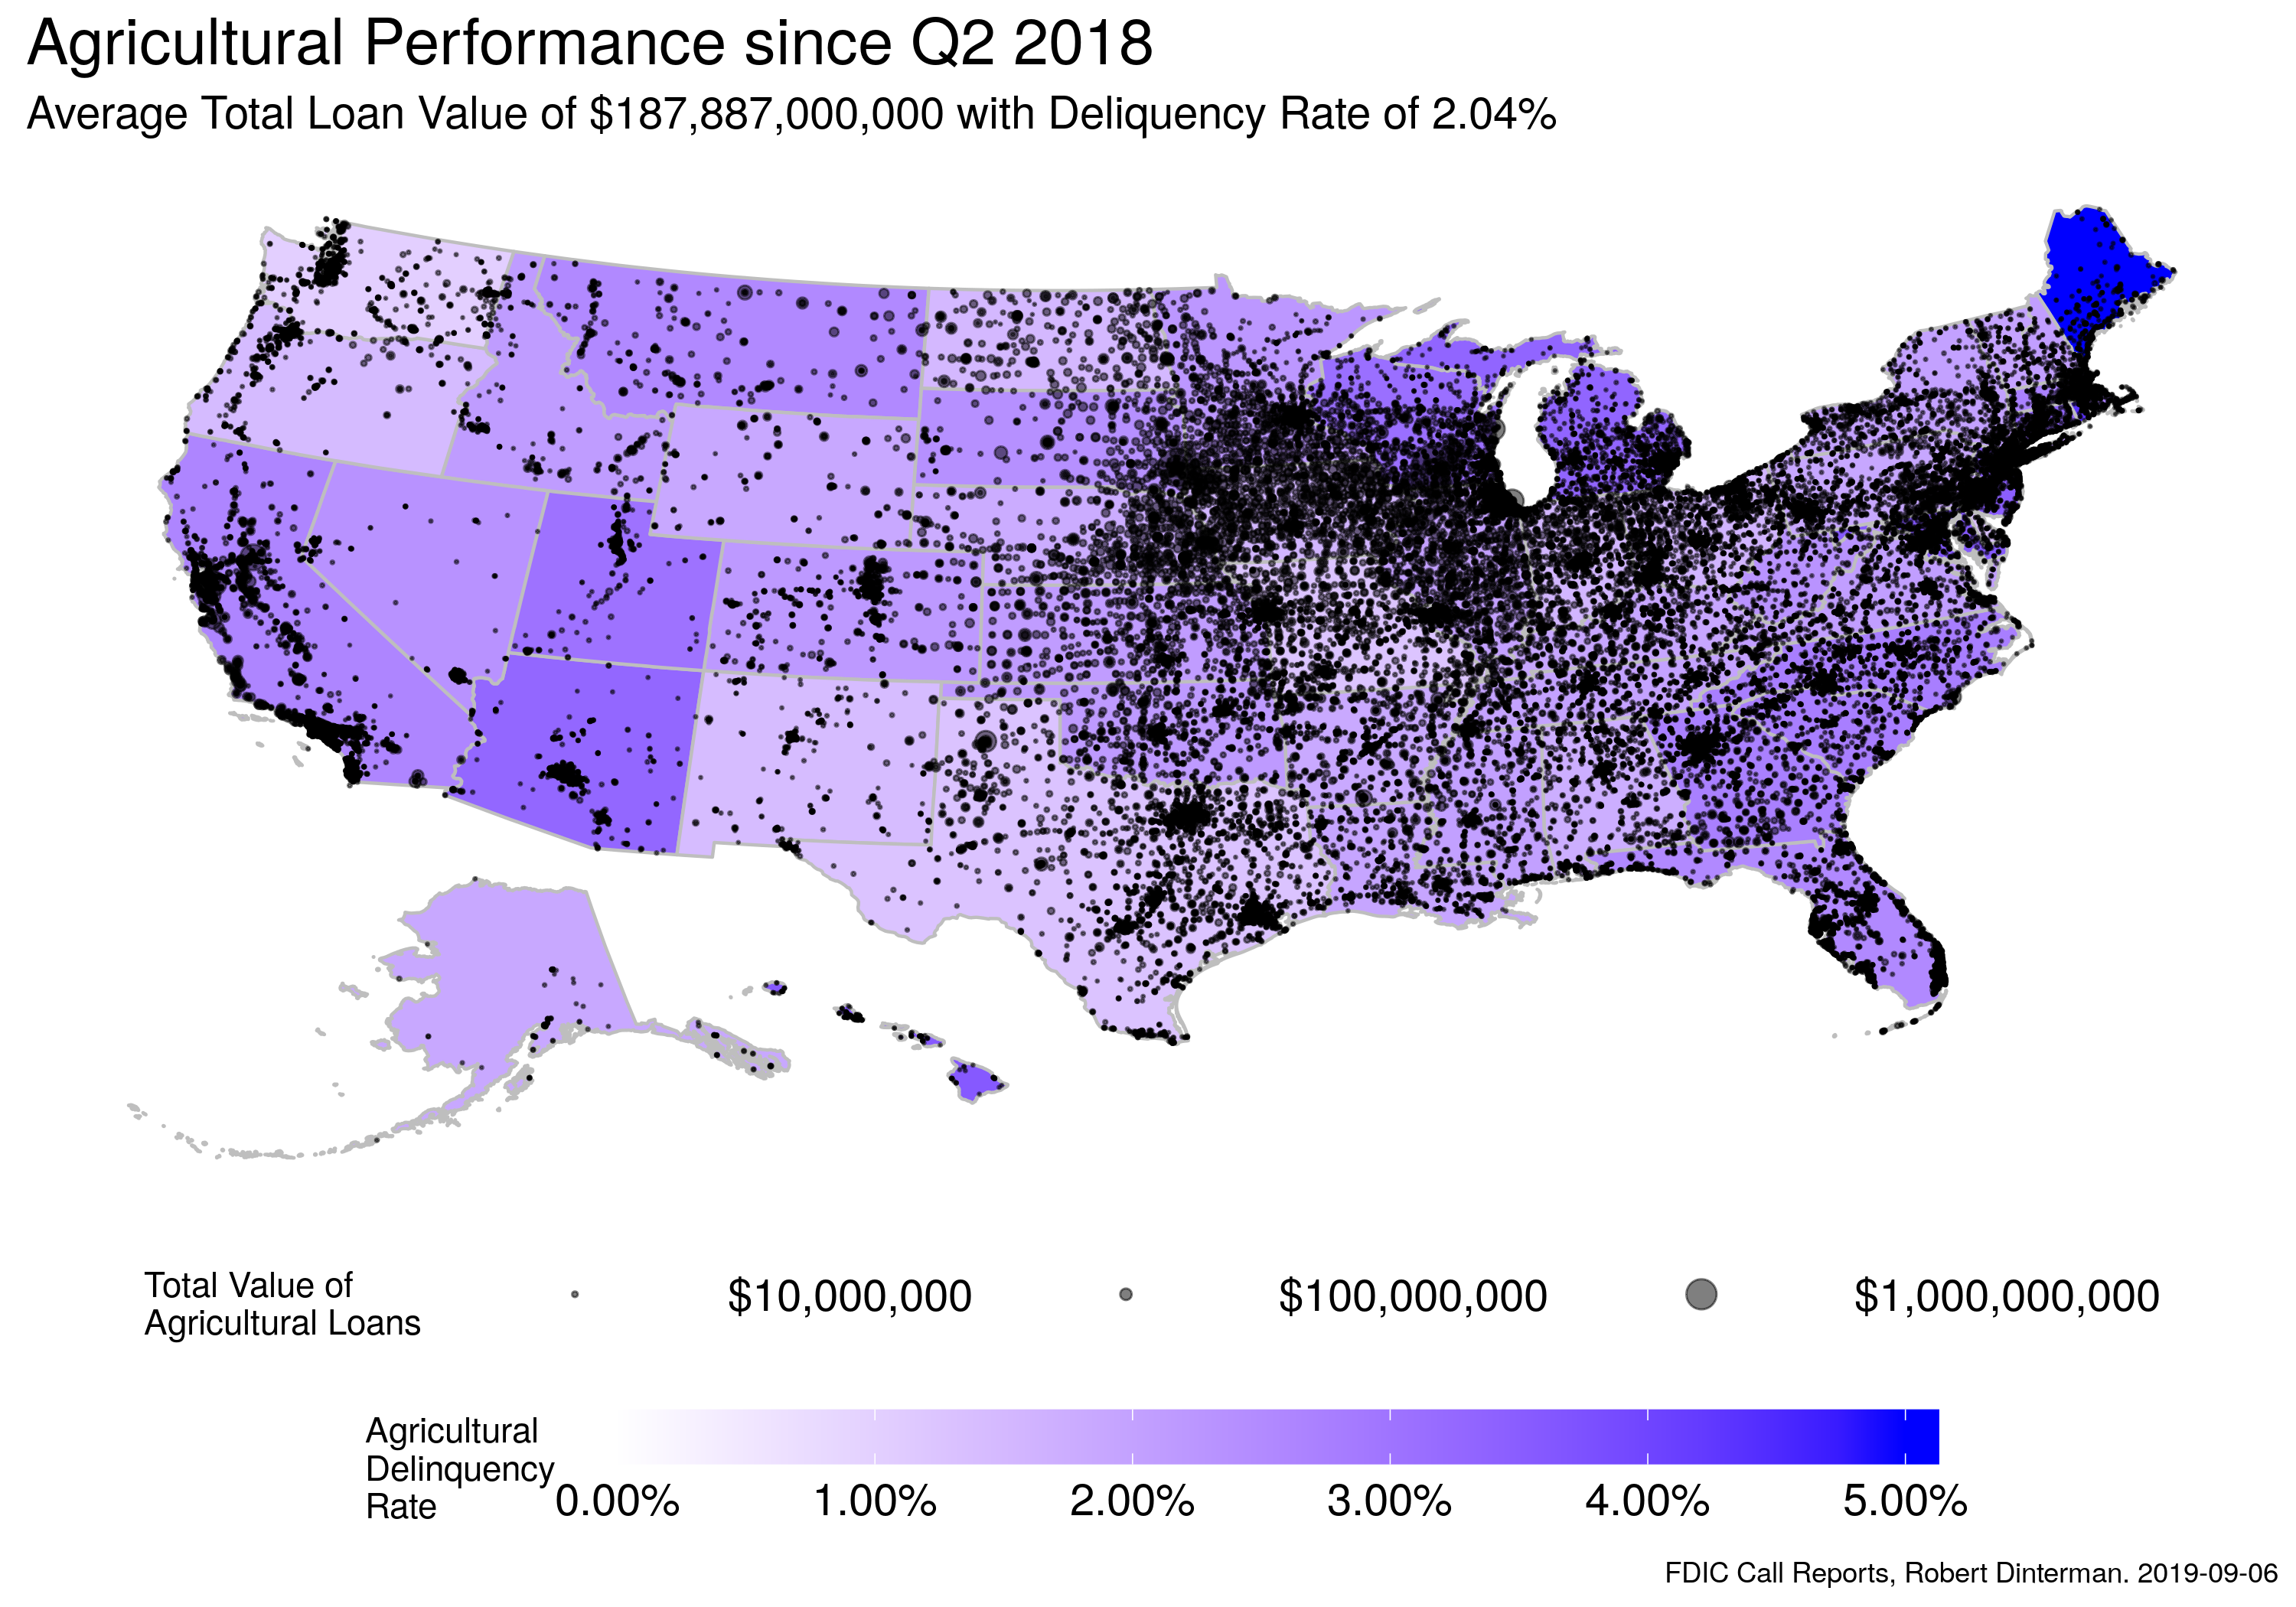 Agricultural Performance since Q2 2018
Average Total Loan Value of $187,887,000,000 with Deliquency Rate of 2.04%
Total Value of
Agricultural Loans
$10,000,000
$100,000,000
$1,000,000,000
Agricultural
Delinquency
Rate
0.00%
1.00%
2.00%
3.00%
4.00%
5.00%
FDIC Call Reports, Robert Dinterman. 2019-09-06